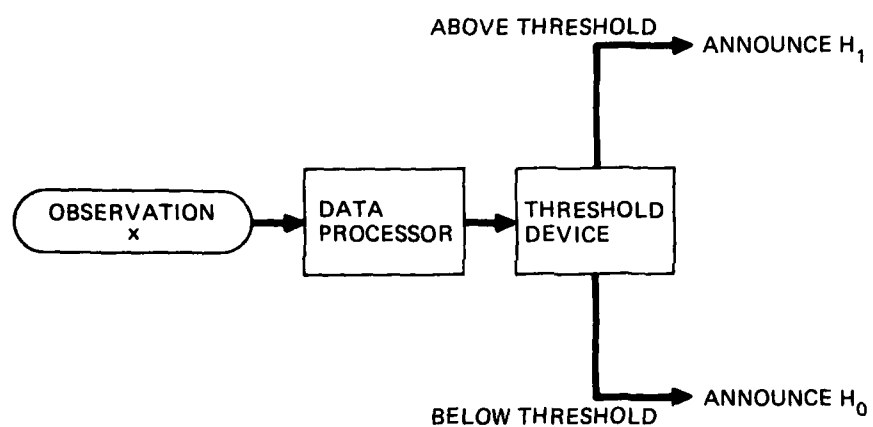 ABOVE THRESHOLD
ANNOUNCE H₁
OBSERVATION
x
DATA
PROCESSOR
THRESHOLD
DEVICE
ANNOUNCE H₀
BELOW THRESHOLD